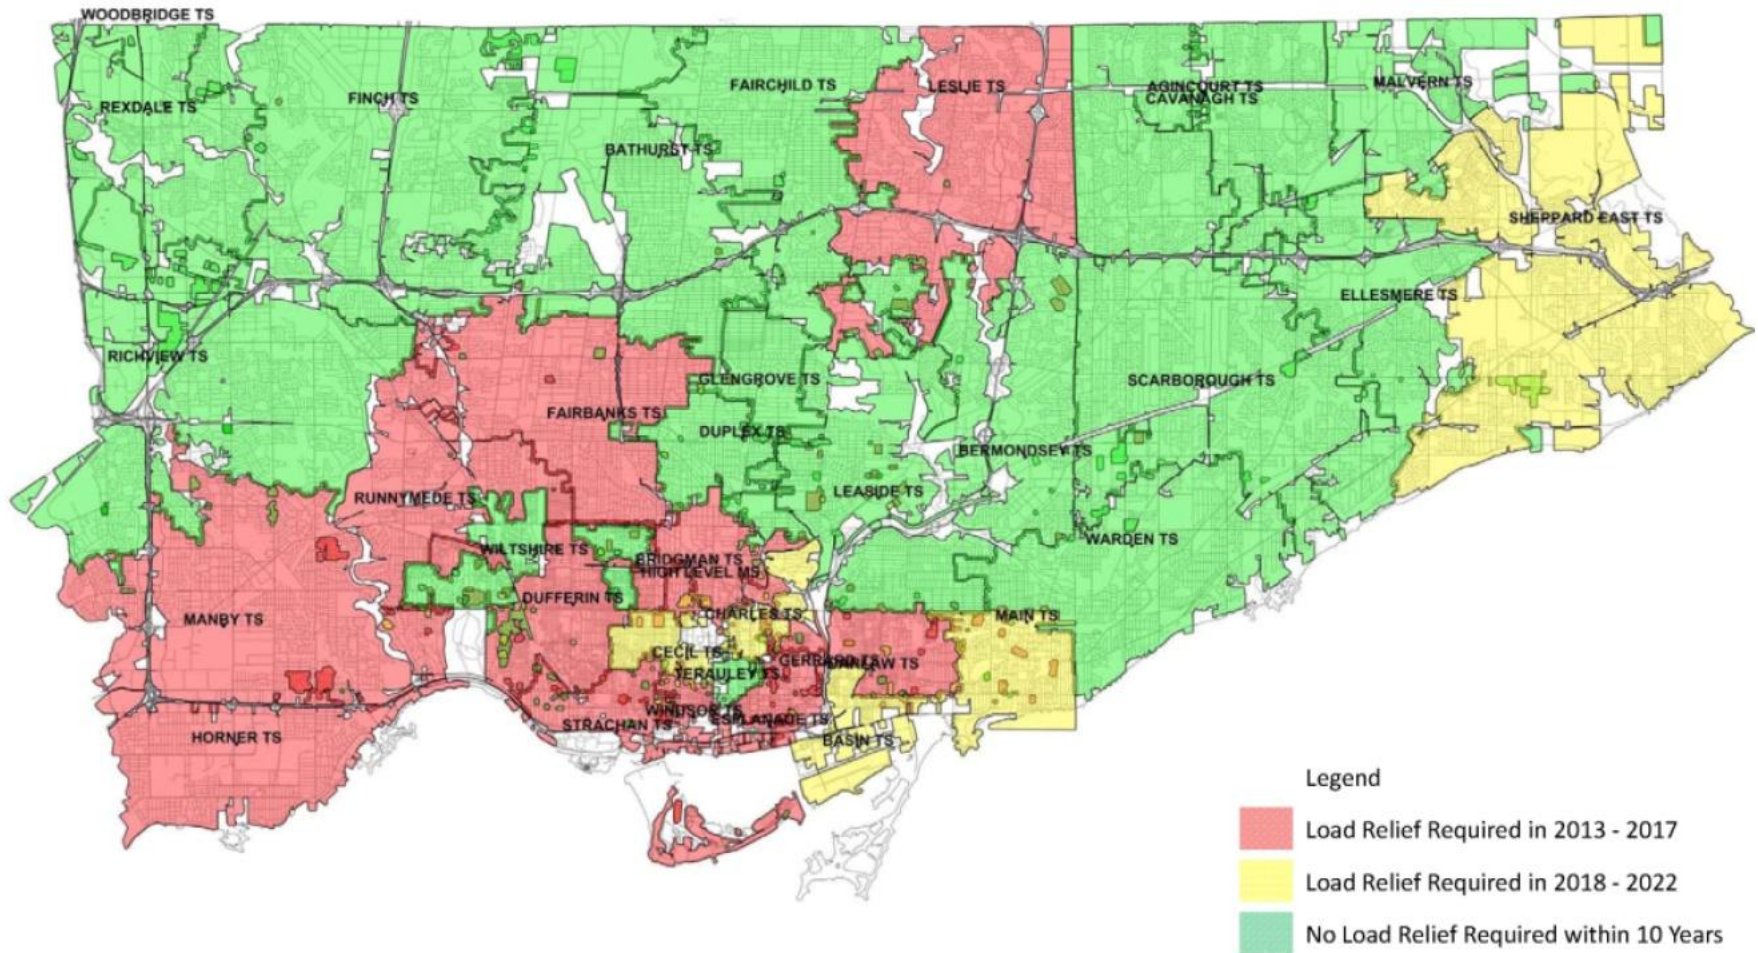 WOODBRIDGE TS
REXDALE TS
FINCH TS
FAIRCHILD TS
LESLIE TS
AGINCOURT TS
CAVANAGH TS
MALVERN TS
BATHURST TS
SHEPPARD EAST TS
ELLESMERE TS
RICHVIEW TS
GLENGROVE TS
SCARBOROUGH TS
FAIRBANKS TS
DUPLEX TS
BERMONDSEY TS
RUNNYMEDE TS
LEASIDE TS
WILTSHIRE TS
WARDEN TS
BRIDGMAN TS
HIGH LEVEL MS
DUFFERIN TS
MANBY TS
CHARLES TS
MAIN TS
CECIL TS
GERRARD TS
TERAULEY TS
WINDSOR TS
STRACHAN TS
ESPLANADE TS
HORNER TS
BASIN TS
Legend
Load Relief Required in 2013 - 2017
Load Relief Required in 2018 - 2022
No Load Relief Required within 10 Years